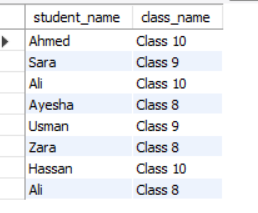 student_name class_name
Ahmed Class 10
Sara Class 9
Ali Class 10
Ayesha Class 8
Usman Class 9
Zara Class 8
Hassan Class 10
Ali Class 8